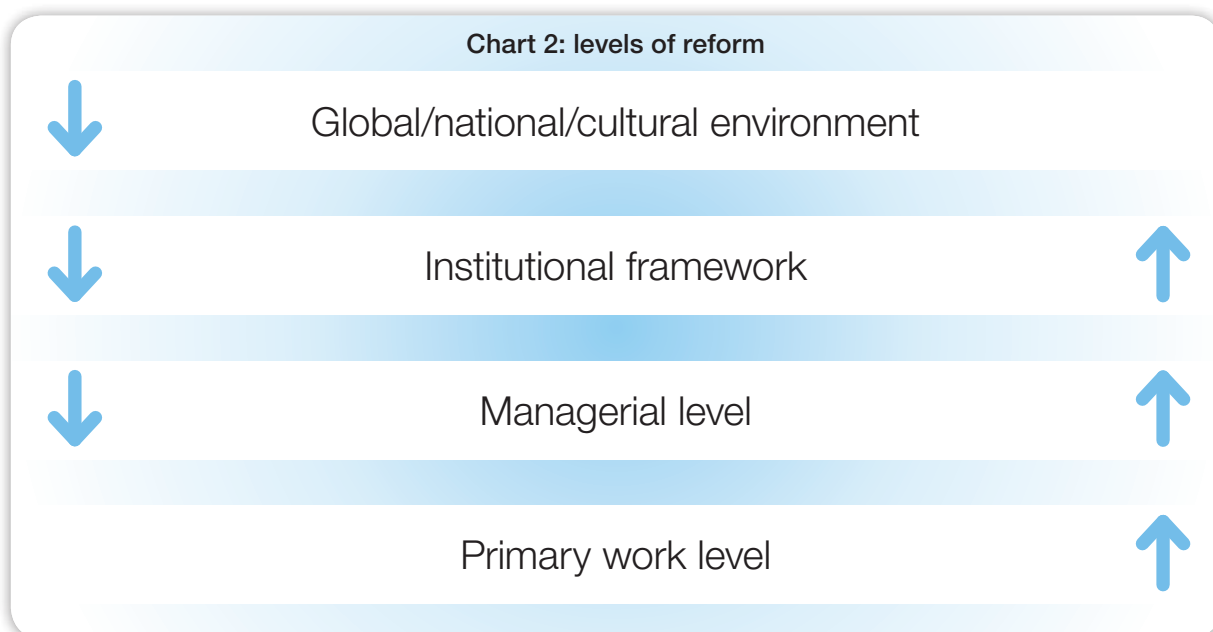 Chart 2: levels of reform
Global/national/cultural environment
Institutional framework
Managerial level
Primary work level